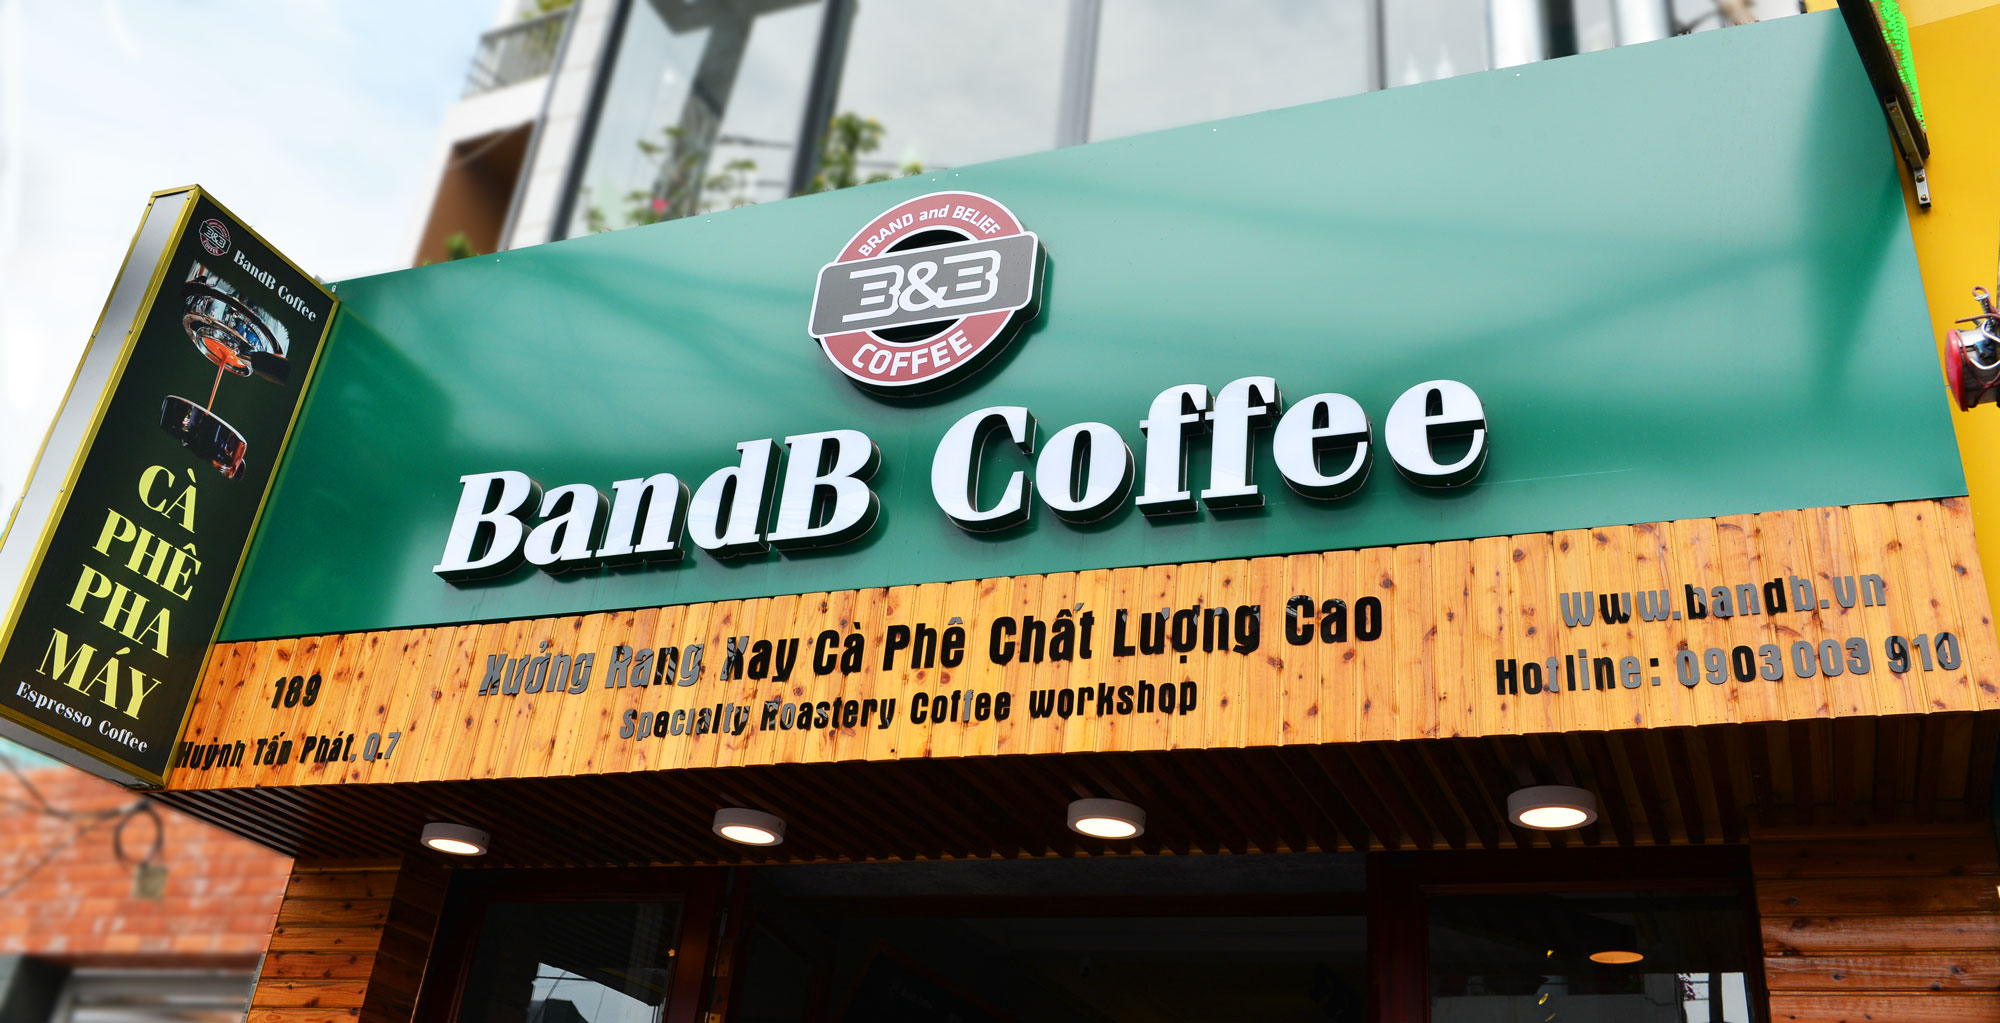 B&B
COFFEE
BandB Coffee
CÀ
PHÊ
PHA
MÁY
Espresso Coffee
BRAND and BELIEF
B&B
COFFEE
BandB Coffee
189
Huỳnh Tấn Phát, Q.7
Xưởng Rang Xay Cà Phê Chất Lượng Cao
Specialty Roastery Coffee workshop
www.bandb.vn
Hotline: 0903 003 910